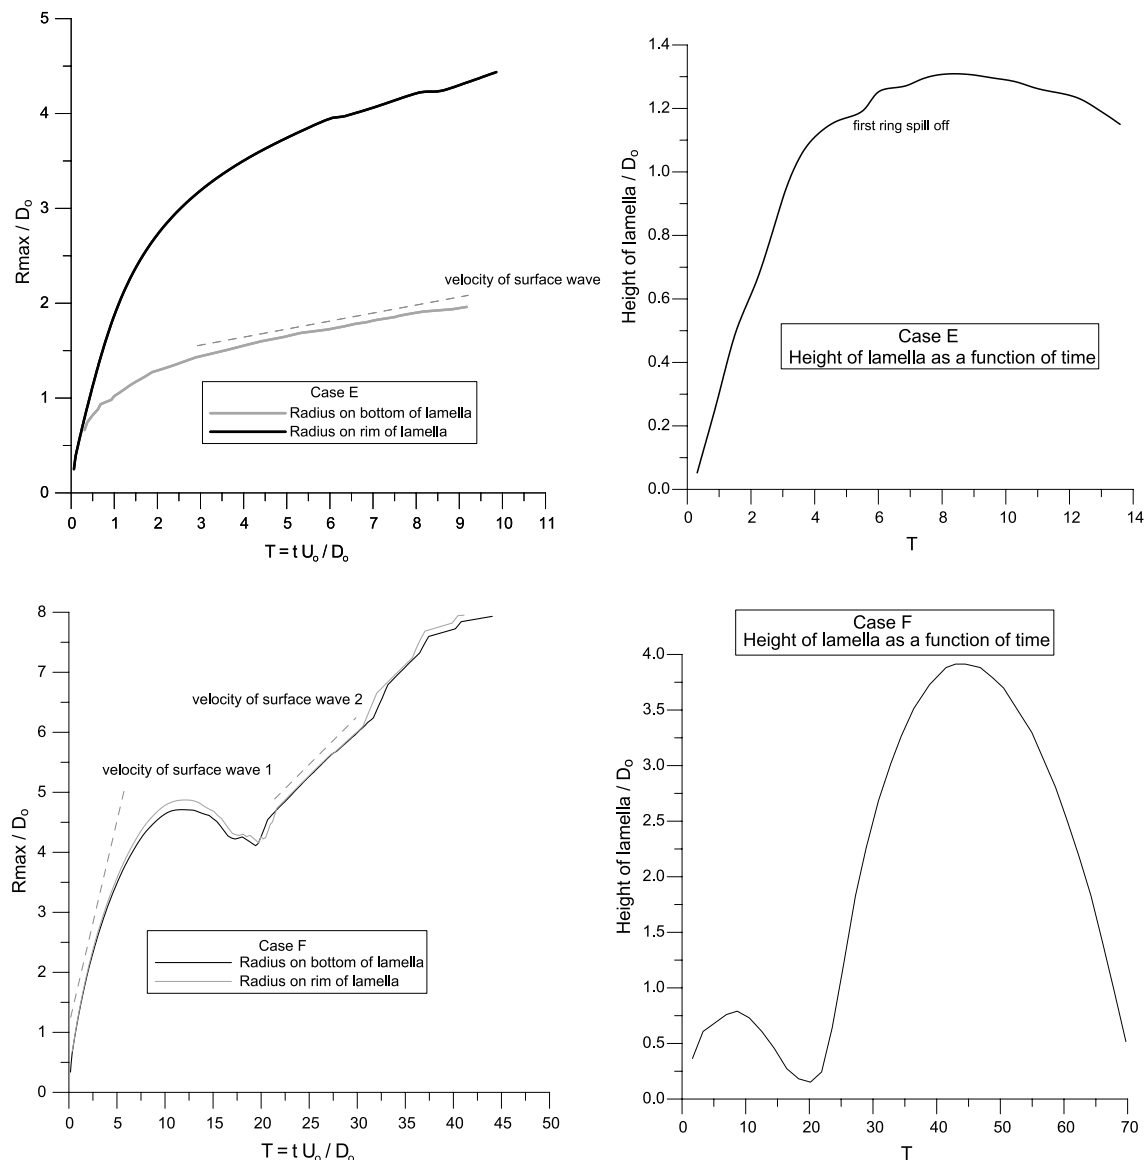 5
4
3
2
1
0
Rmax / Do
velocity of surface wave
Case E
Radius on bottom of lamella
Radius on rim of lamella
0 1 2 3 4 5 6 7 8 9 10 11
T = t Uo / Do
1.4
1.2
1.0
0.8
0.6
0.4
0.2
0.0
Height of lamella / Do
first ring spill off
Case E
Height of lamella as a function of time
0 2 4 6 8 10 12 14
T
8
7
6
5
4
3
2
1
0
Rmax / Do
velocity of surface wave 2
velocity of surface wave 1
Case F
Radius on bottom of lamella
Radius on rim of lamella
0 5 10 15 20 25 30 35 40 45 50
T = t Uo / Do
Case F
Height of lamella as a function of time
4.0
3.5
3.0
2.5
2.0
1.5
1.0
0.5
0.0
Height of lamella / Do
0 10 20 30 40 50 60 70
T